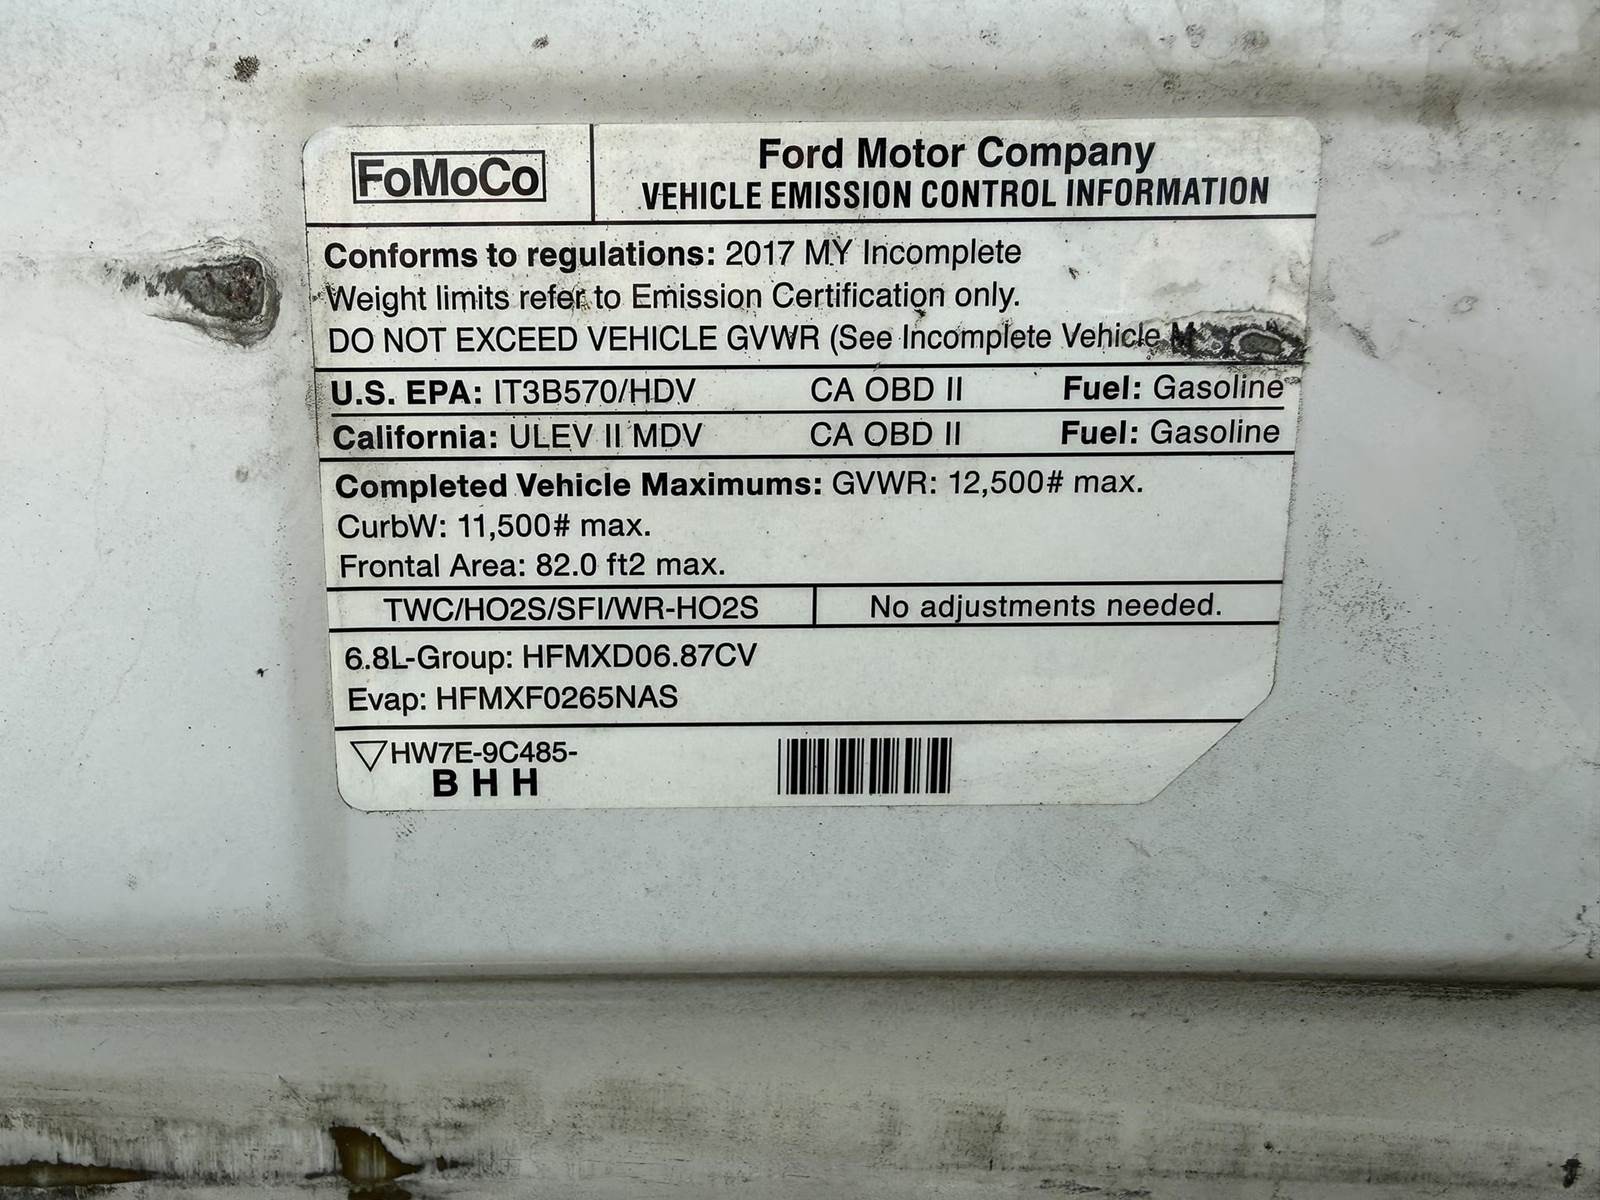 FoMoCo
Ford Motor Company
VEHICLE EMISSION CONTROL INFORMATION
Conforms to regulations: 2017 MY Incomplete
Weight limits refer to Emission Certification only.
DO NOT EXCEED VEHICLE GVWR (See Incomplete Vehicle
U.S. EPA: IT3B570/HDV CA OBD II Fuel: Gasoline
California: ULEV II MDV CA OBD II Fuel: Gasoline
Completed Vehicle Maximums: GVWR: 12,500# max.
CurbW: 11,500# max.
Frontal Area: 82.0 ft2 max.
TWC/HO2S/SFI/WR-HO2S No adjustments needed.
6.8L-Group: HFMXD06.87CV
Evap: HFMXF0265NAS
HW7E-9C485-
B H H